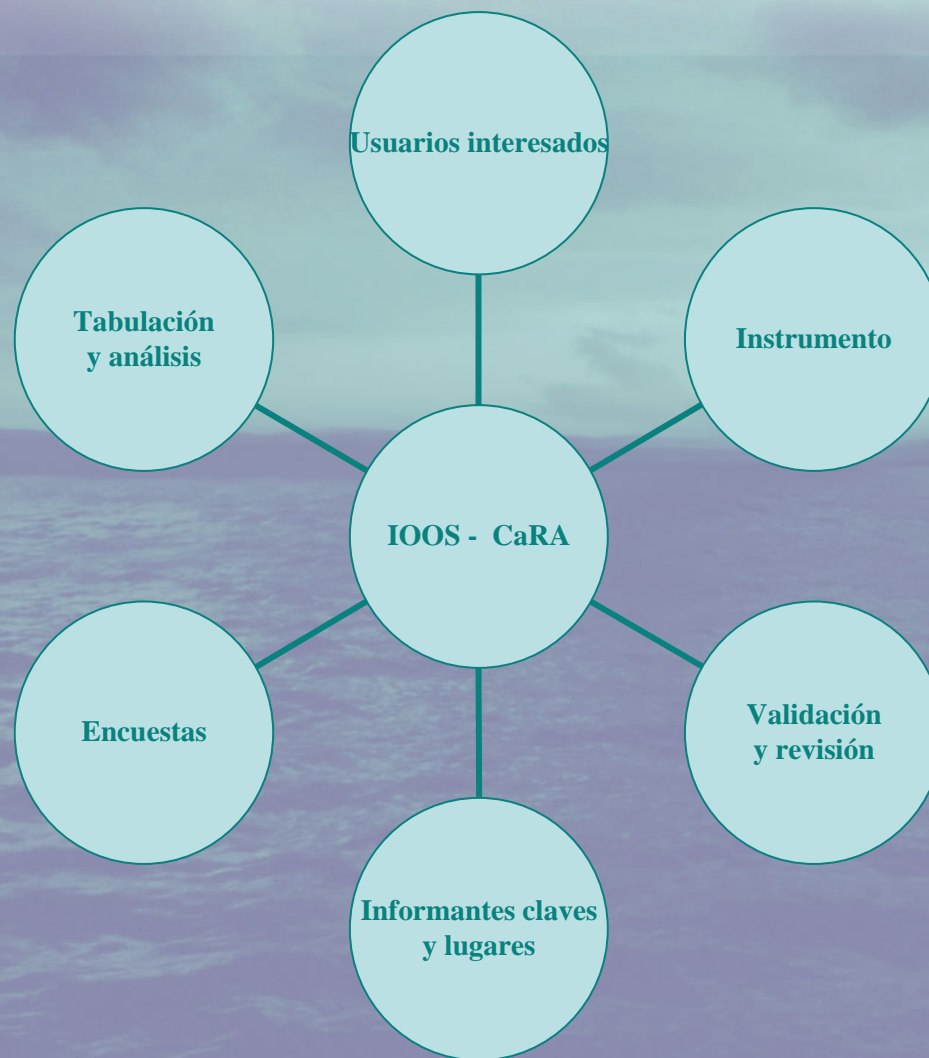 Usuarios interesados
Tabulación
y análisis
Instrumento
IOOS -  CaRA
Encuestas
Validación
y revisión
Informantes claves
y lugares